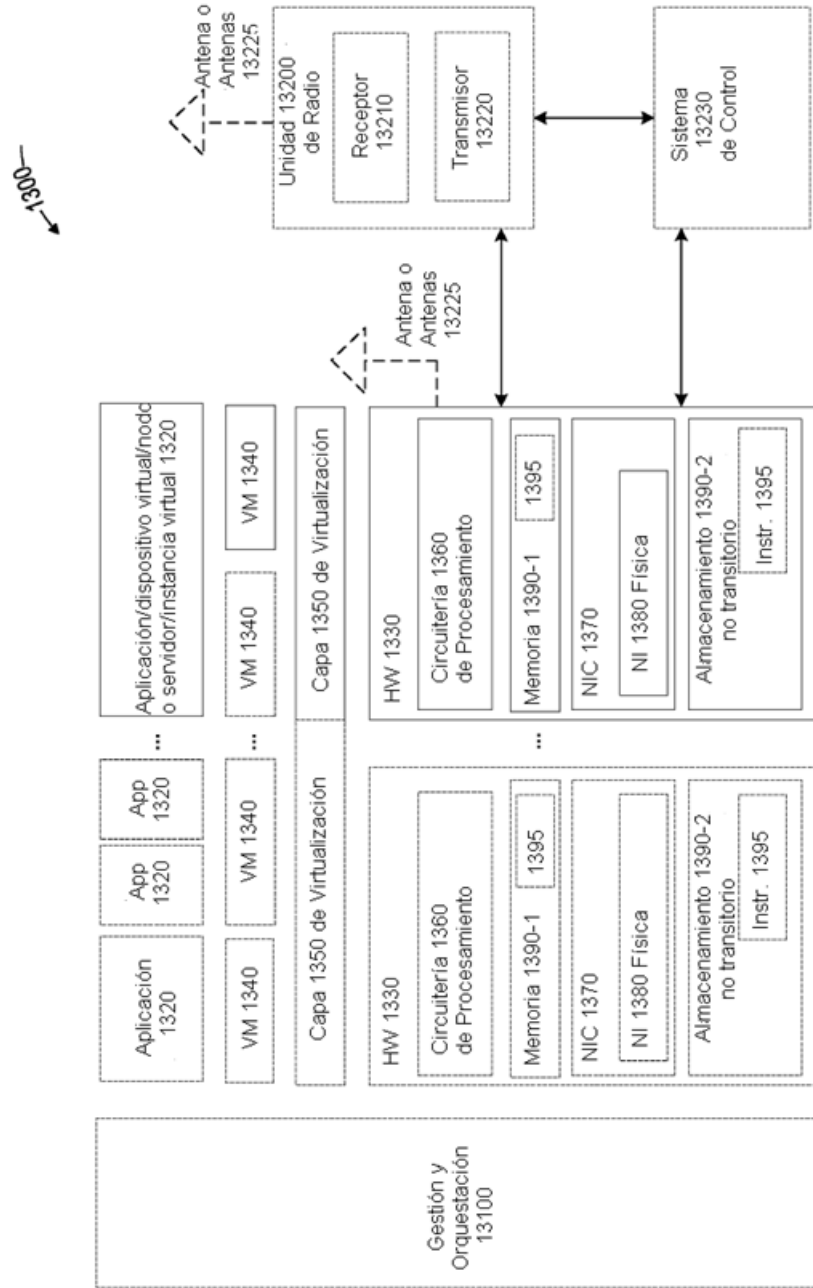 1300
Gestión y
Orquestación
13100
Aplicación
1320
App
1320
App
1320
...
Aplicación/dispositivo virtual/nodo
o servidor/instancia virtual 1320
VM 1340
VM 1340
...
VM 1340
VM 1340
Capa 1350 de Virtualización
Capa 1350 de Virtualización
HW 1330
Circuitería 1360
de Procesamiento
Memoria 1390-1
1395
NIC 1370
NI 1380 Física
Almacenamiento 1390-2
no transitorio
Instr. 1395
...
HW 1330
Circuitería 1360
de Procesamiento
Memoria 1390-1
1395
NIC 1370
NI 1380 Física
Almacenamiento 1390-2
no transitorio
Instr. 1395
Antena o
Antenas
13225
Antena o
Antenas
13225
Unidad 13200
de Radio
Receptor
13210
Transmisor
13220
Sistema
13230
de Control